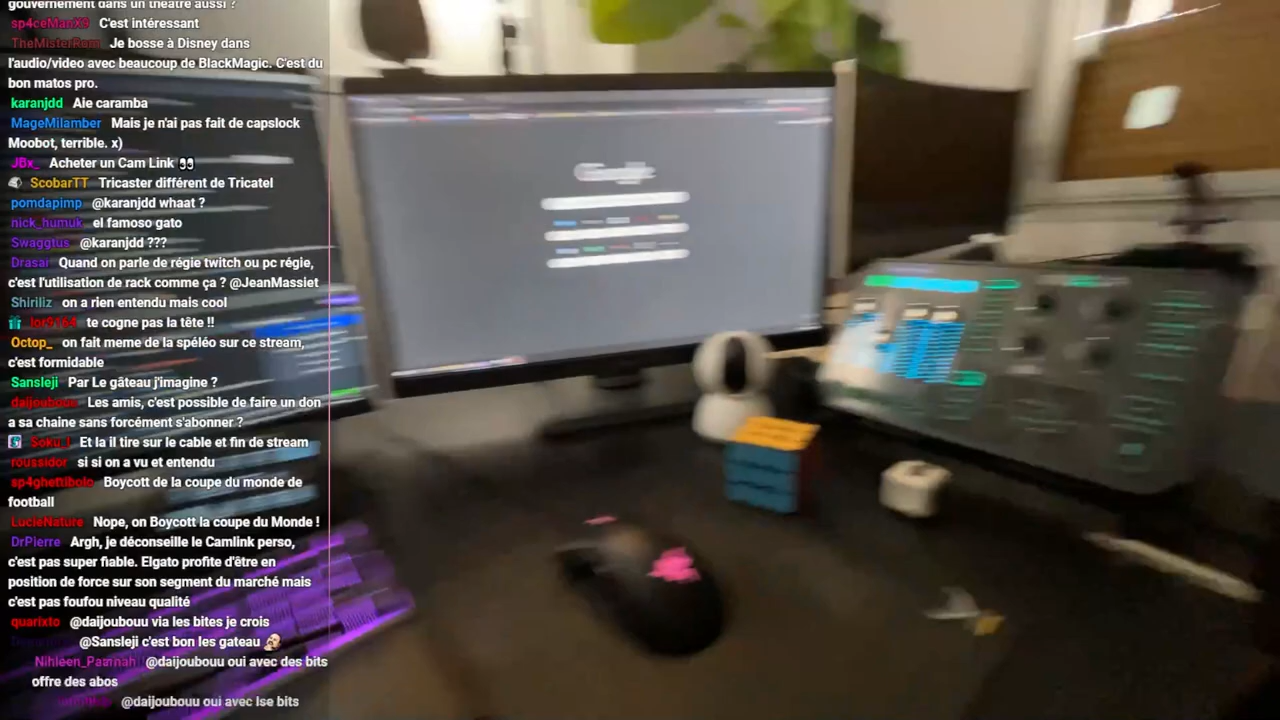 gouvernement dans un théâtre aussi ?
sp4ceManX9 C'est intéressant
TheMisterRom Je bosse à Disney dans
l'audio/video avec beaucoup de BlackMagic. C'est du
bon matos pro.
karanjdd Aie caramba
MageMilamber Mais je n'ai pas fait de capslock
Moobot, terrible. x)
JBx_ Acheter un Cam Link 👀
ScobarTT Tricaster différent de Tricatel
pomdapimp @karanjdd whaat ?
nick_humuk el famoso gato
Swaggtus @karanjdd ???
Drasai Quand on parle de régie twitch ou pc régie,
c'est l'utilisation de rack comme ça ? @JeanMassiet
Shiriliz on a rien entendu mais cool
lor9164 te cogne pas la tête !!
Octop_ on fait meme de la spéléo sur ce stream,
c'est formidable
Sansleji Par Le gâteau j'imagine ?
daijoubouu Les amis, c'est possible de faire un don
a sa chaine sans forcément s'abonner ?
Soku_! Et la il tire sur le cable et fin de stream
roussidor si si on a vu et entendu
sp4ghettibolo Boycott de la coupe du monde de
football
LucieNature Nope, on Boycott la coupe du Monde !
DrPierre Argh, je déconseille le Camlink perso,
c'est pas super fiable. Elgato profite d'être en
position de force sur son segment du marché mais
c'est pas foufou niveau qualité
quarixto @daijoubouu via les bites je crois
@Sansleji c'est bon les gateau
Nihleen_Pannah @daijoubouu oui avec des bits
offre des abos
@daijoubouu oui avec lse bits
Google